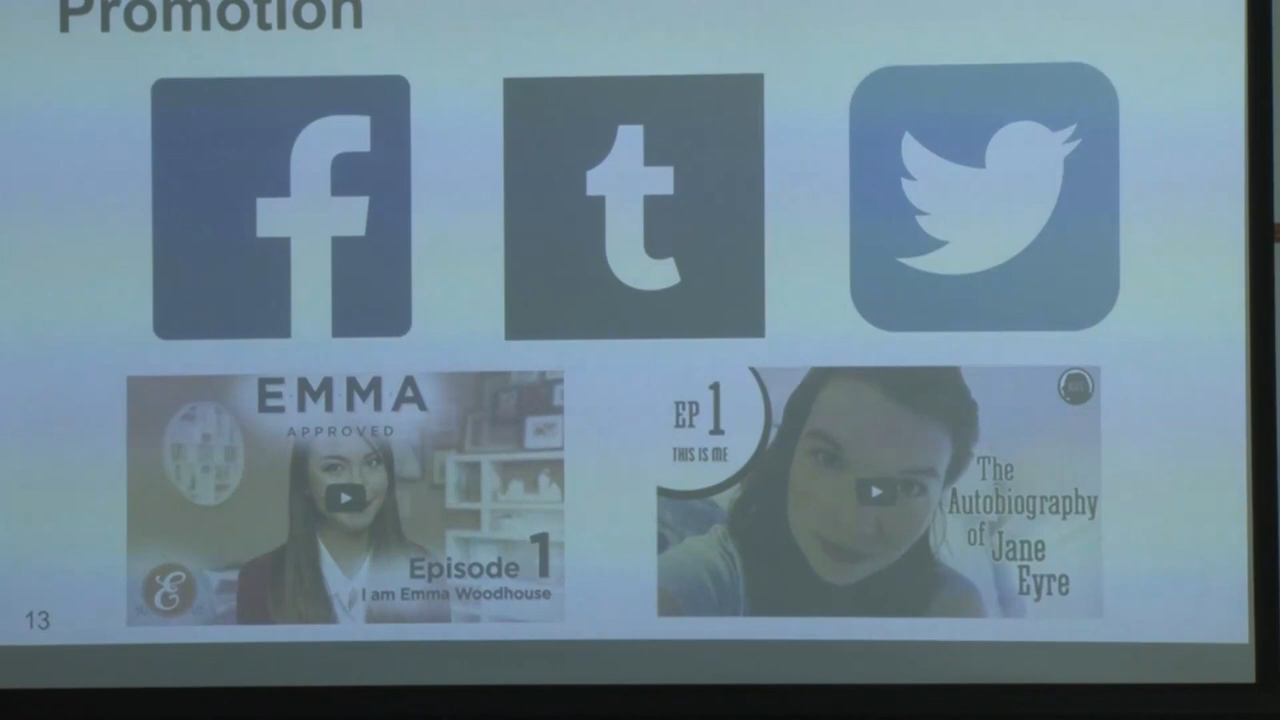 Promotion
f
t
EMMA
APPROVED
Episode 1
I am Emma Woodhouse
E
EP 1
THIS IS ME
The
Autobiography
of Jane
Eyre
13